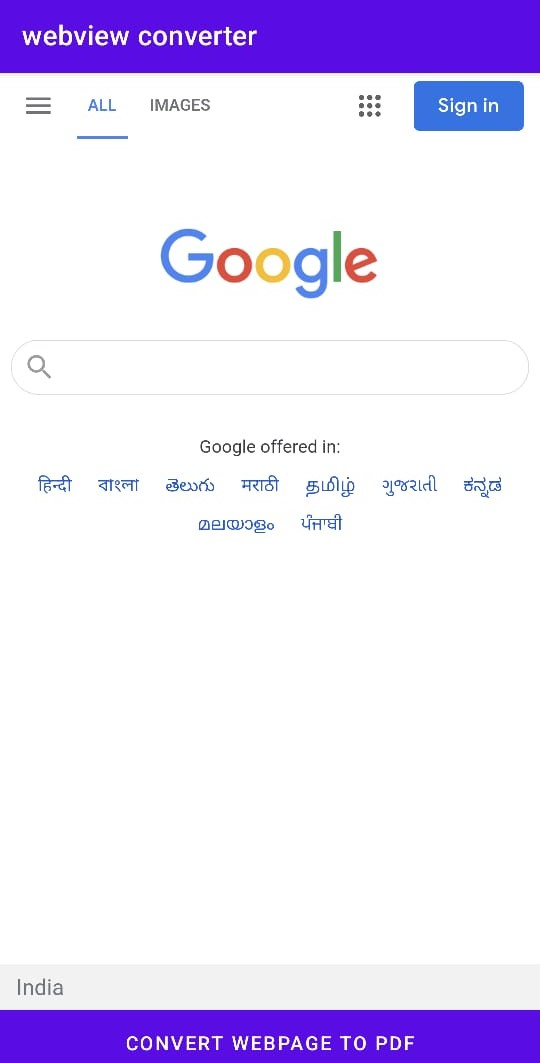 webview converter
ALL IMAGES Sign in
Google
Google offered in:
हिन्दी বাংলা తెలుగు मराठी தமிழ் ગુજરાતી ಕನ್ನಡ
മലയാളം ਪੰਜਾਬੀ
India
CONVERT WEBPAGE TO PDF